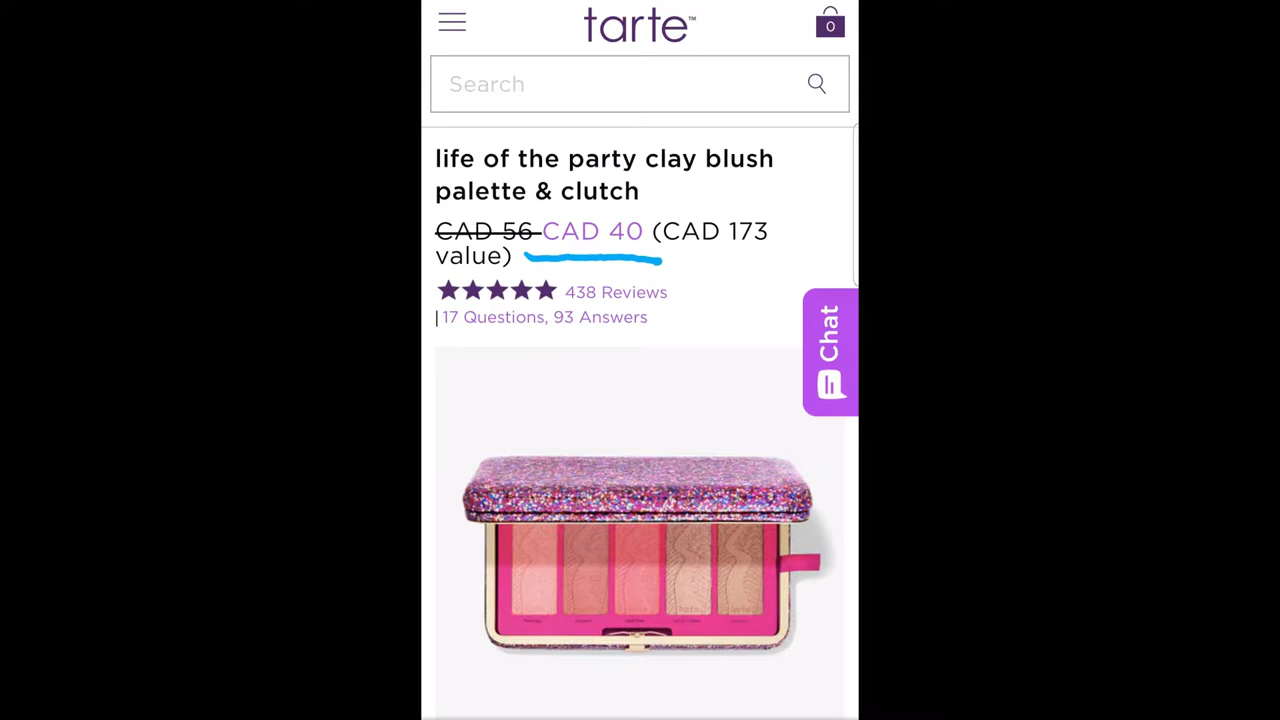 tarte™
0
Search
life of the party clay blush
palette & clutch
CAD 56 CAD 40 (CAD 173
value)
438 Reviews
| 17 Questions, 93 Answers
Chat